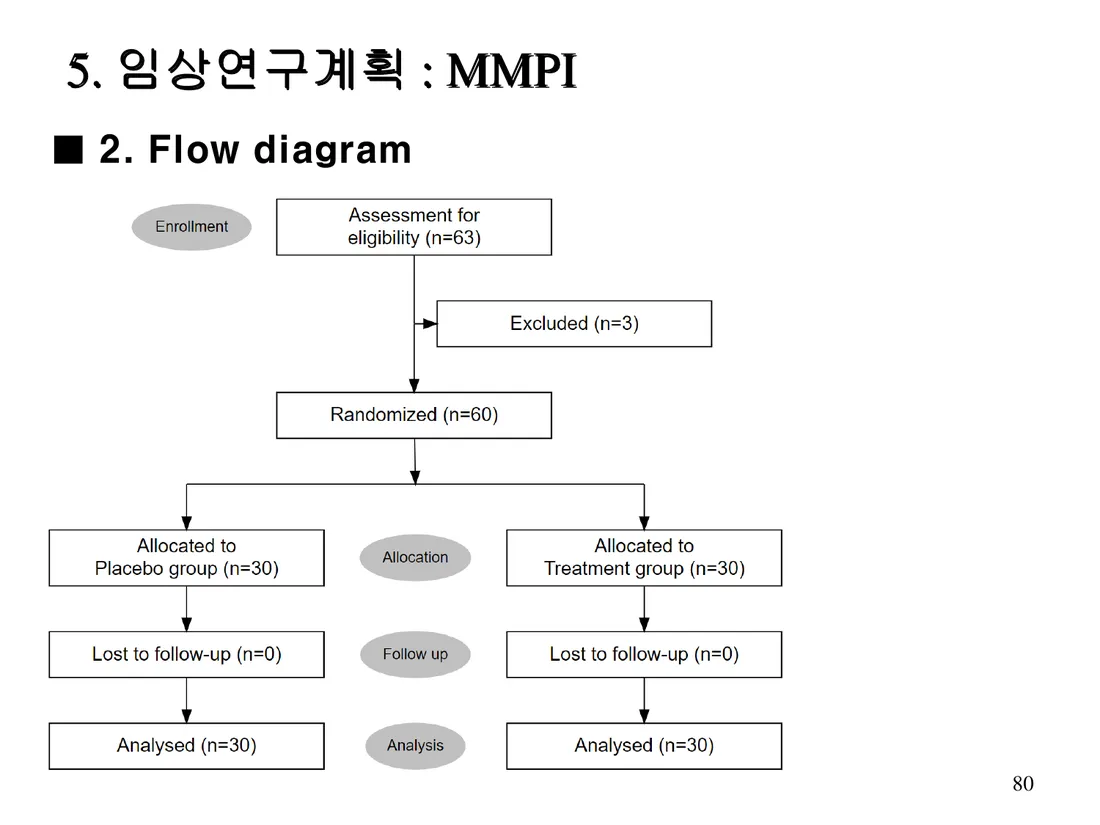 5. 임상연구계획 : MMPI
■ 2. Flow diagram
Enrollment
Assessment for
eligibility (n=63)
Excluded (n=3)
Randomized (n=60)
Allocated to
Placebo group (n=30)
Allocation
Allocated to
Treatment group (n=30)
Lost to follow-up (n=0)
Follow up
Lost to follow-up (n=0)
Analysed (n=30)
Analysis
Analysed (n=30)
80